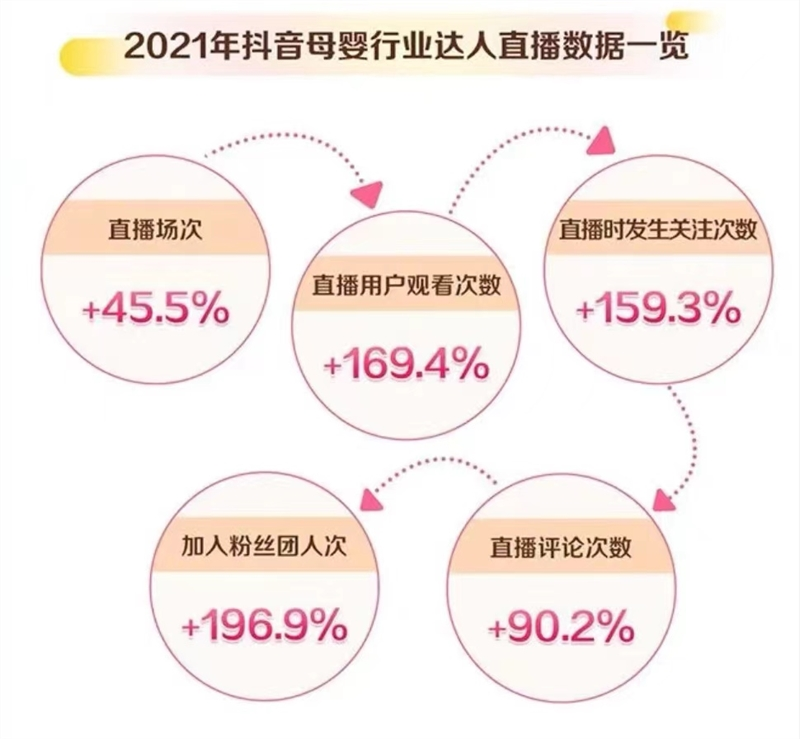 2021年抖音母婴行业达人直播数据一览
直播场次
+45.5%
直播用户观看次数
+169.4%
直播时发生关注次数
+159.3%
直播评论次数
+90.2%
加入粉丝团人次
+196.9%